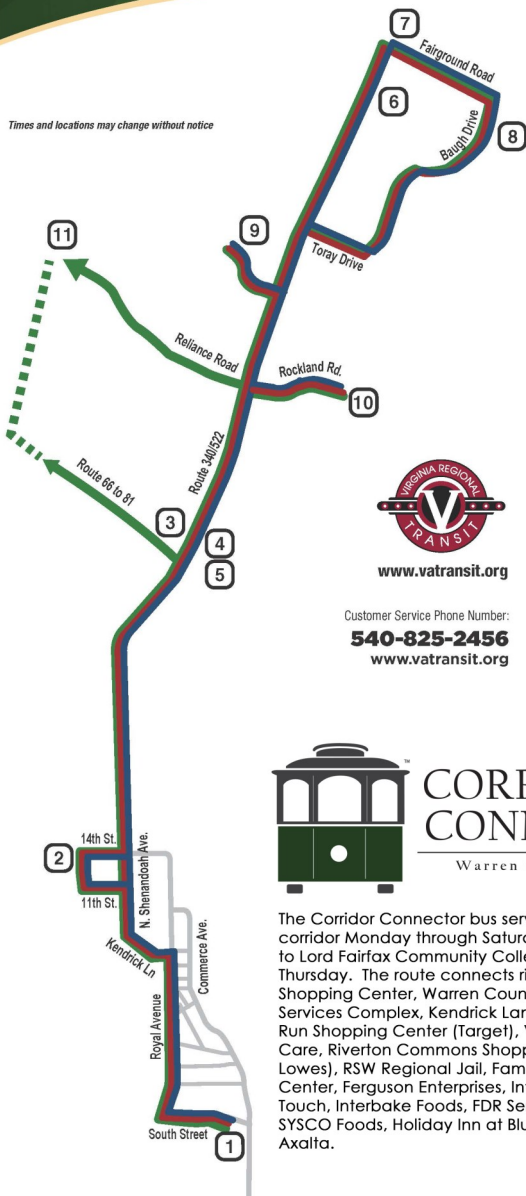 7
Fairground Road
Times and locations may change without notice
6
Baugh Drive
8
11
9
Toray Drive
Reliance Road
Rockland Rd.
10
Route 340/522
Route 66 to 81
3
4
5
VIRGINIA REGIONAL
V
TRANSIT
www.vatransit.org
Customer Service Phone Number:
540-825-2456
www.vatransit.org
14th St.
2
11th St.
N. Shenandoah Ave.
Kendrick Ln
Commerce Ave.
Royal Avenue
South Street
1
TM
CONN
Warren
The Corridor Connector bus serv
corridor Monday through Saturd
to Lord Fairfax Community Colle
Thursday. The route connects ri
Shopping Center, Warren Coun
Services Complex, Kendrick Lan
Run Shopping Center (Target), V
Care, Riverton Commons Shopp
Lowes), RSW Regional Jail, Fam
Center, Ferguson Enterprises, In
Touch, Interbake Foods, FDR Se
SYSCO Foods, Holiday Inn at Blu
Axalta.